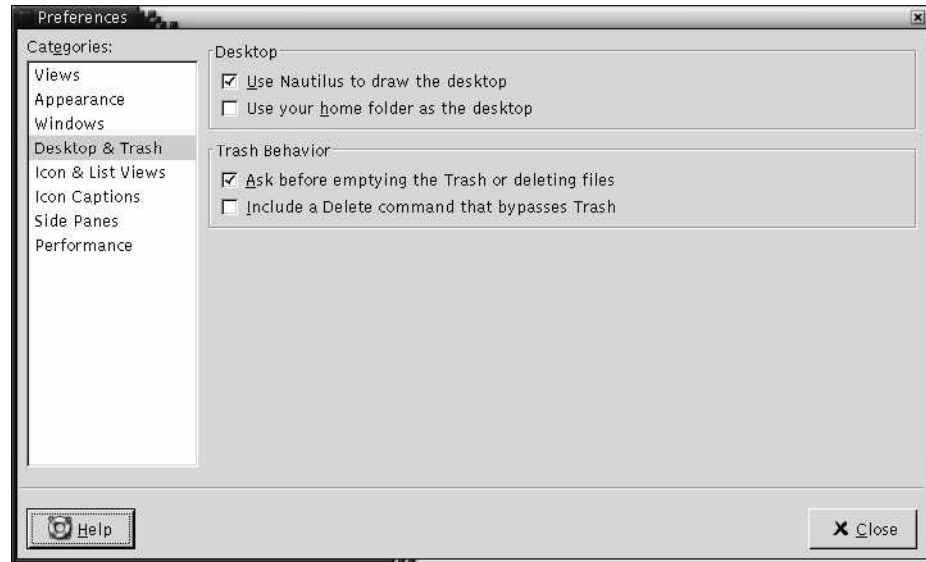 Preferences
Categories:
Views
Appearance
Windows
Desktop & Trash
Icon & List Views
Icon Captions
Side Panes
Performance
Desktop
Use Nautilus to draw the desktop
Use your home folder as the desktop
Trash Behavior
Ask before emptying the Trash or deleting files
Include a Delete command that bypasses Trash
Help
Close